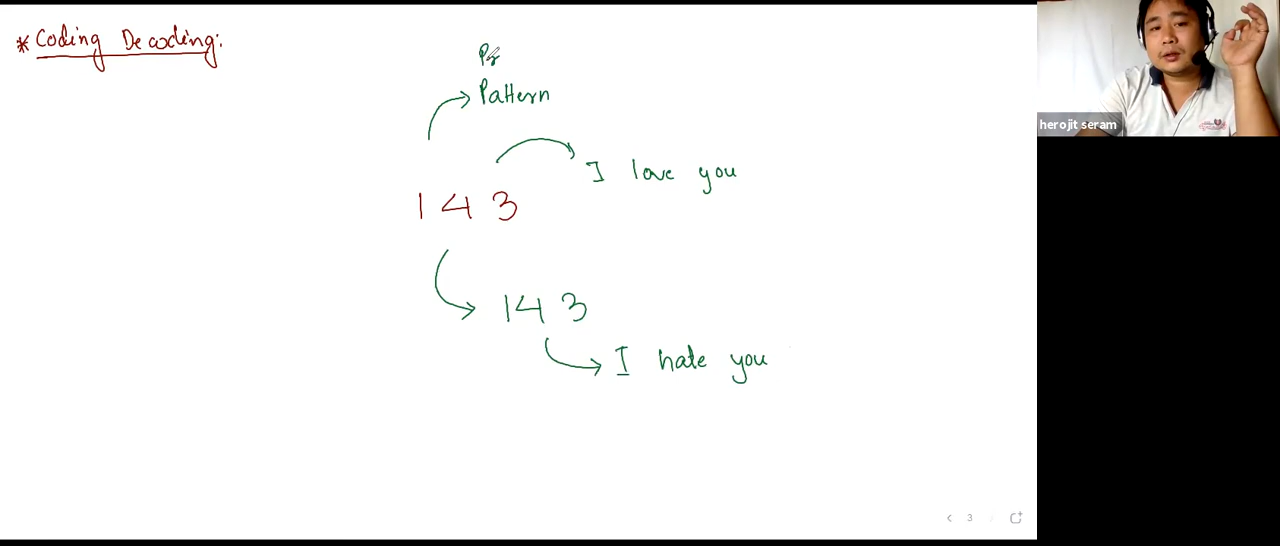 * Coding Decoding:
Pattern
I love you
1 4 3
1 4 3
I hate you
herojit seram
3